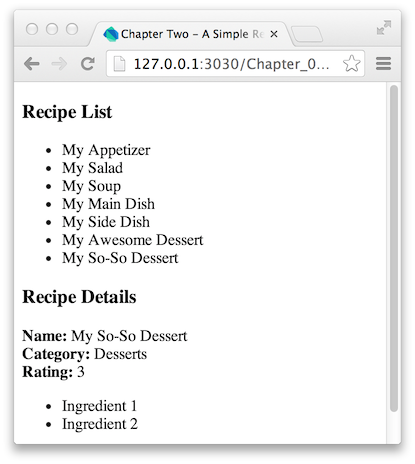 Chapter Two – A Simple Re
127.0.0.1:3030/Chapter_0...
Recipe List
• My Appetizer
• My Salad
• My Soup
• My Main Dish
• My Side Dish
• My Awesome Dessert
• My So-So Dessert
Recipe Details
Name: My So-So Dessert
Category: Desserts
Rating: 3
• Ingredient 1
• Ingredient 2